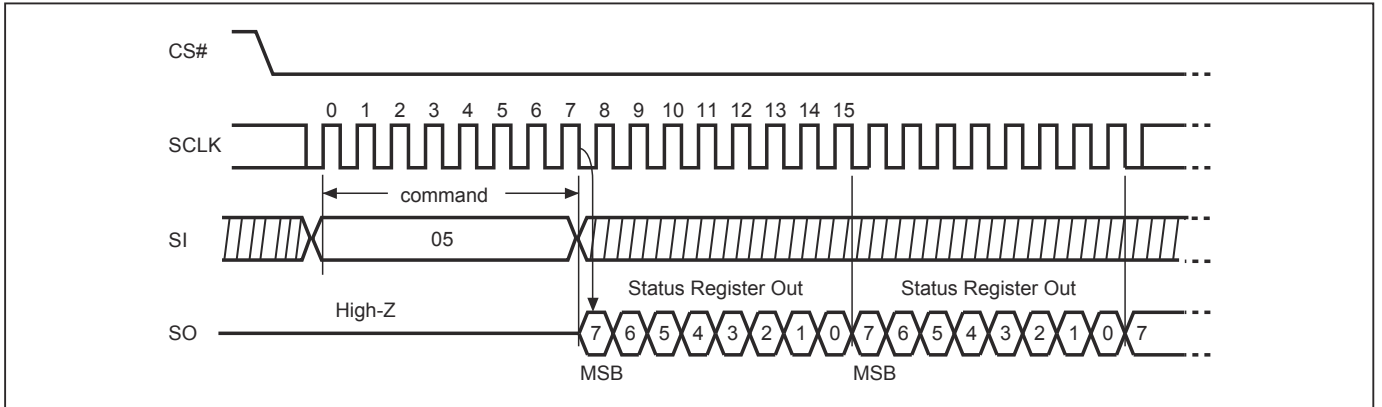 CS#
0 1 2 3 4 5 6 7 8 9 10 11 12 13 14 15
SCLK
command
SI
05
Status Register Out Status Register Out
High-Z
SO
7 6 5 4 3 2 1 0 7 6 5 4 3 2 1 0 7
MSB MSB